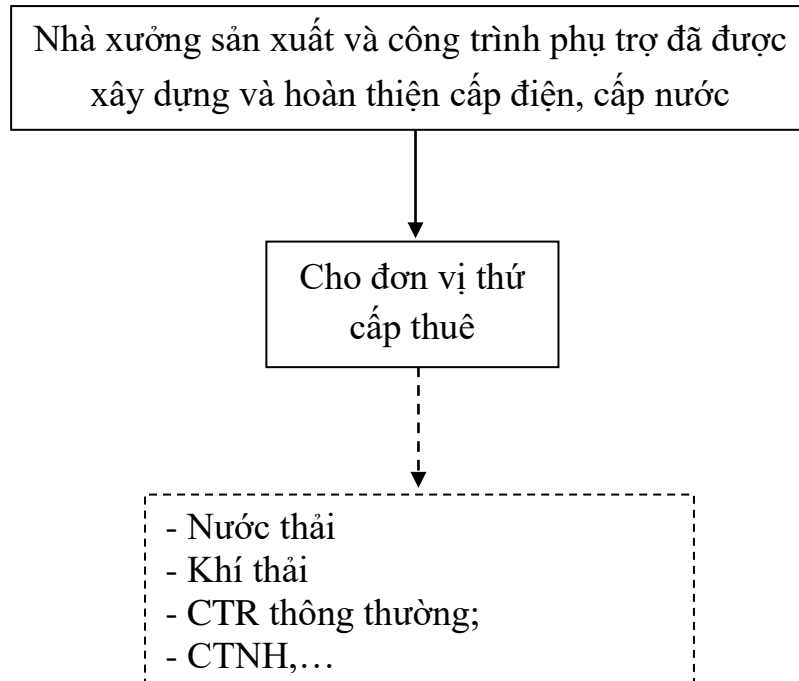 Nhà xưởng sản xuất và công trình phụ trợ đã được
xây dựng và hoàn thiện cấp điện, cấp nước
Cho đơn vị thứ
cấp thuê
- Nước thải
- Khí thải
- CTR thông thường;
- CTNH,…